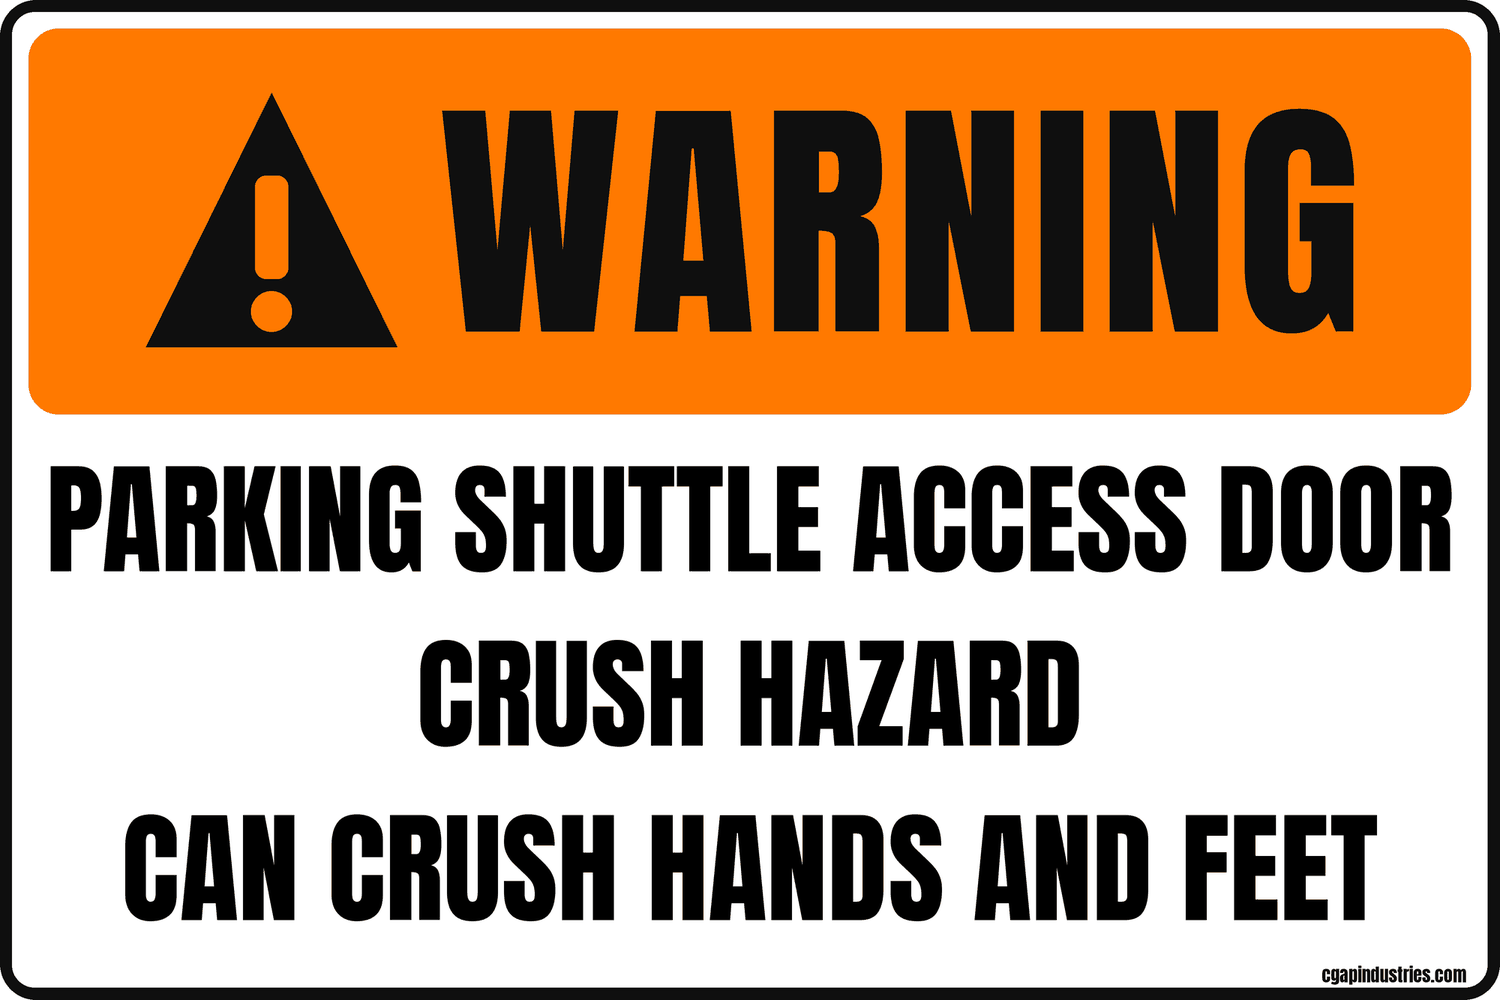 WARNING
PARKING SHUTTLE ACCESS DOOR
CRUSH HAZARD
CAN CRUSH HANDS AND FEET
cgapindustries.com